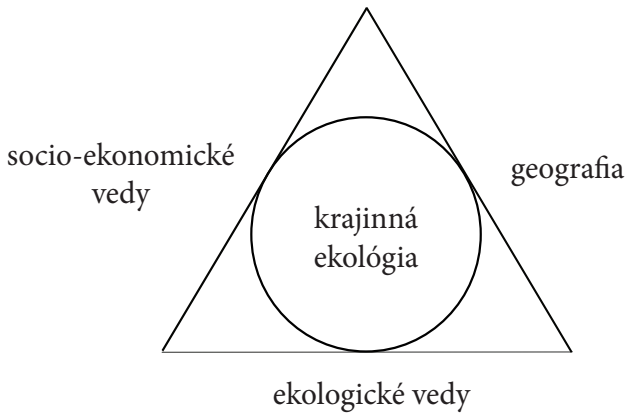 socio-ekonomické
vedy
geografia
krajinná
ekológia
ekologické vedy